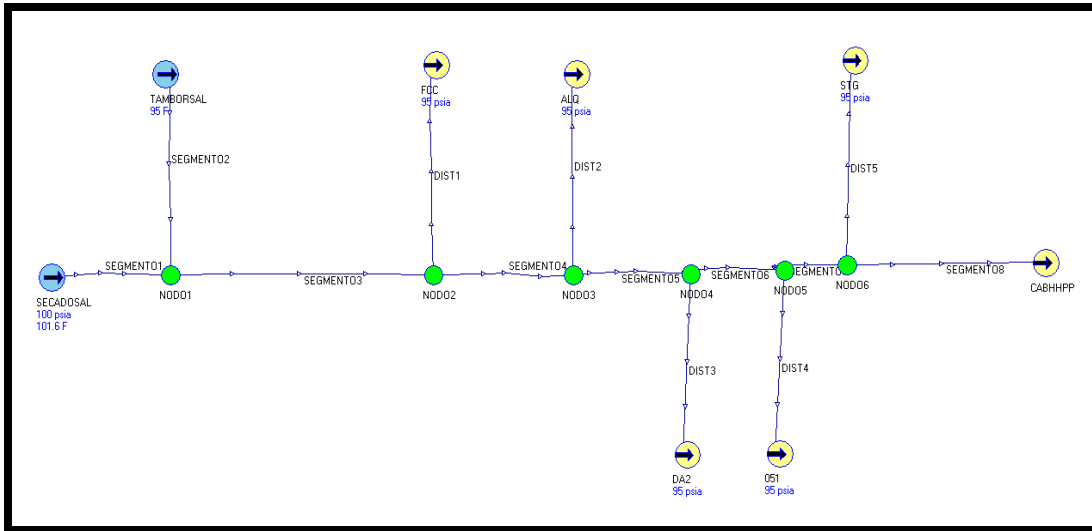 STG
95 psia
FCC
95 psia
TAMBORSAL
95 F
ALQ
95 psia
SEGMENTO2
DIST1
DIST2
DIST5
SEGMENTO1
SEGMENTO3
SEGMENTO4
SEGMENTO5
SEGMENTO6
SEGMENTO8
NODO1
NODO2
NODO3
NODO4
NODO5
NODO6
CABHHPP
SECADOSAL
100 psia
101.6 F
DIST3
DIST4
DA2
95 psia
051
95 psia